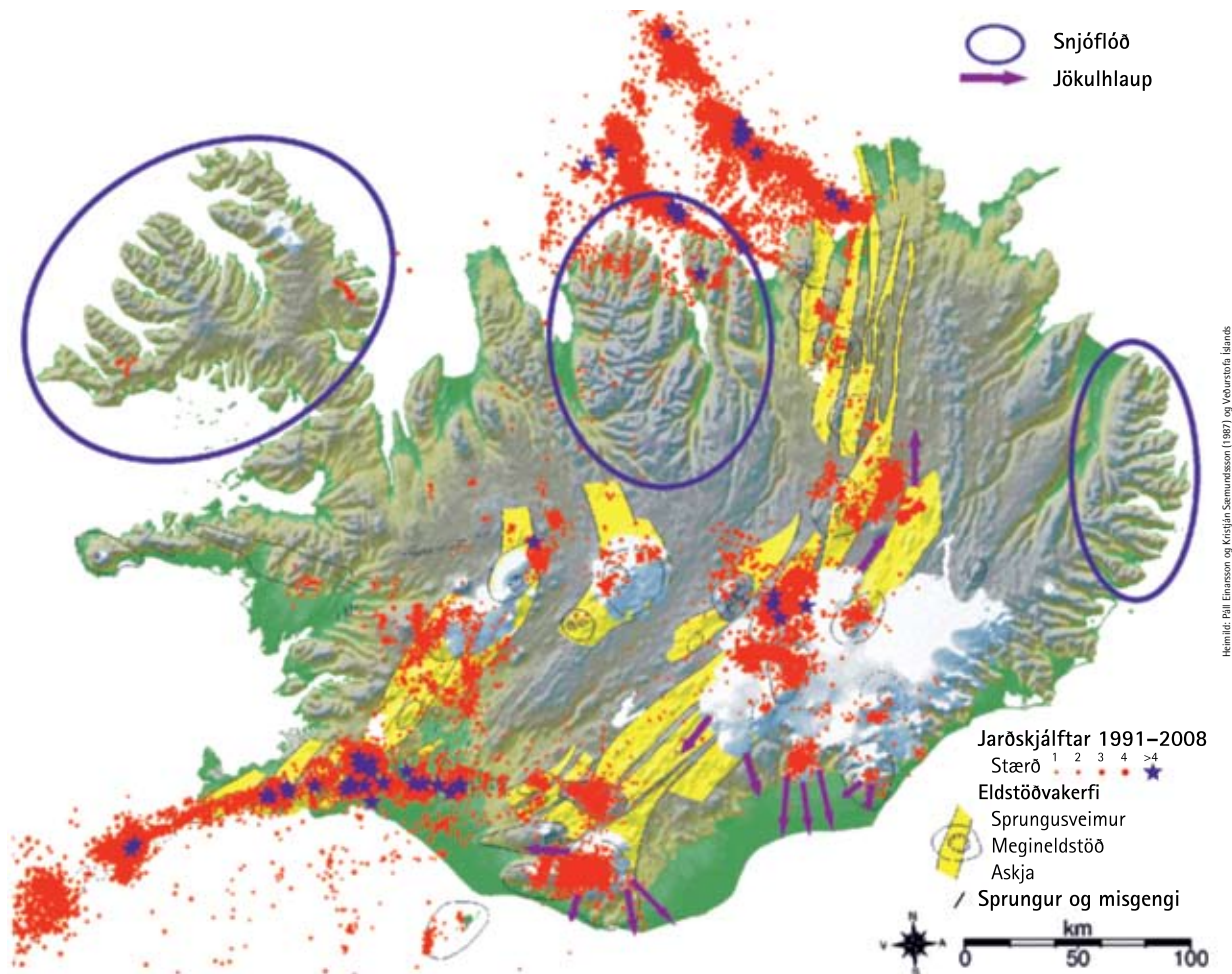 Snjóflóð
Jökulhlaup
Heimild: Páll Einarsson og Kristján Sæmundsson (1987) og Veðurstofa Íslands
Jarðskjálftar 1991–2008
Stærð 1 2 3 4 >4
Eldstöðvakerfi
Sprungusveimur
Megineldstöð
Askja
Sprungur og misgengi
N
V A
S
km
0 50 100